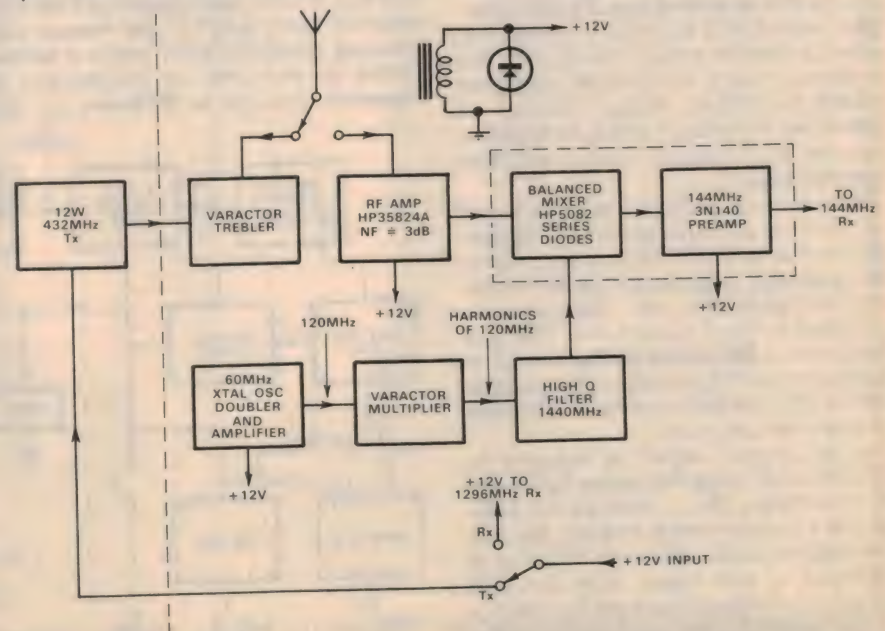 +12V
12W
432MHz
Tx
VARACTOR
TREBLER
RF AMP
HP35824A
NF ≑ 3dB
BALANCED
MIXER
HP5082
SERIES
DIODES
144MHz
3N140
PREAMP
TO
144MHz
Rx
+12V
+12V
120MHz
HARMONICS
OF 120MHz
60MHz
XTAL OSC
DOUBLER
AND
AMPLIFIER
VARACTOR
MULTIPLIER
HIGH Q
FILTER
1440MHz
+12V
+12V TO
1296MHz Rx
Rx
+12V INPUT
Tx